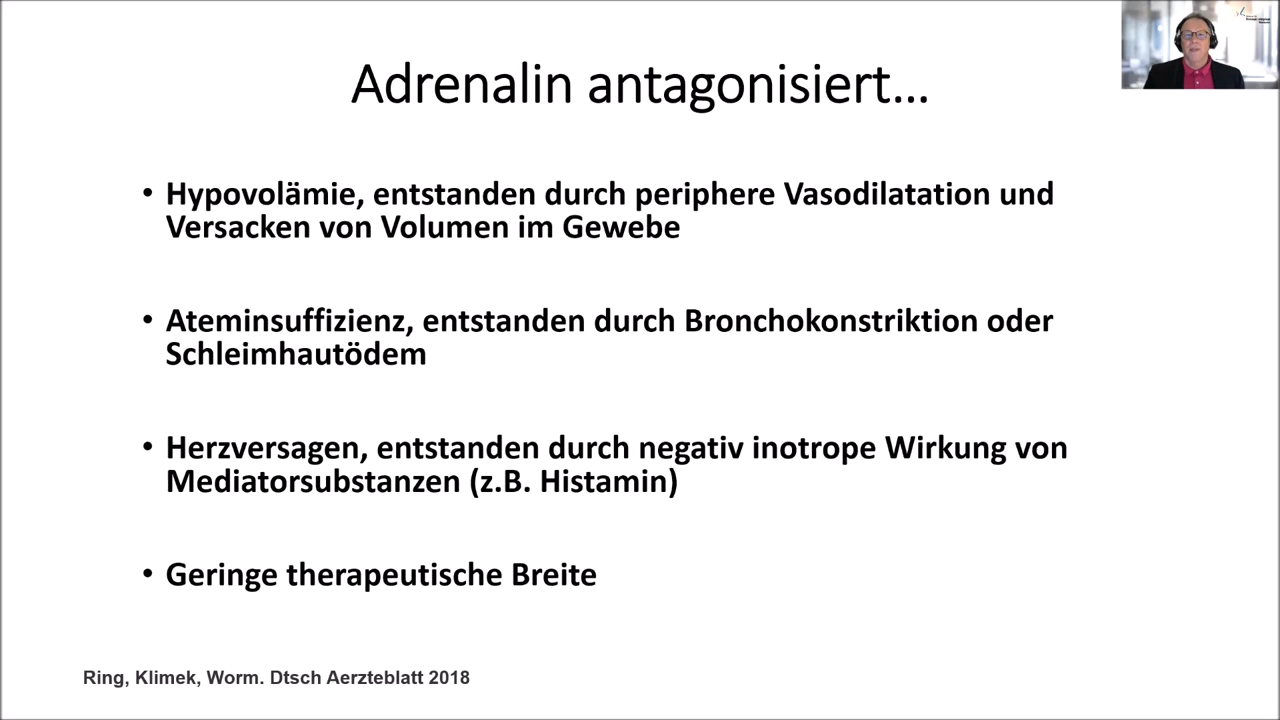 Adrenalin antagonisiert...
• Hypovolämie, entstanden durch periphere Vasodilatation und
Versacken von Volumen im Gewebe
• Ateminsuffizienz, entstanden durch Bronchokonstriktion oder
Schleimhautödem
• Herzversagen, entstanden durch negativ inotrope Wirkung von
Mediatorsubstanzen (z.B. Histamin)
• Geringe therapeutische Breite
Ring, Klimek, Worm. Dtsch Aerzteblatt 2018